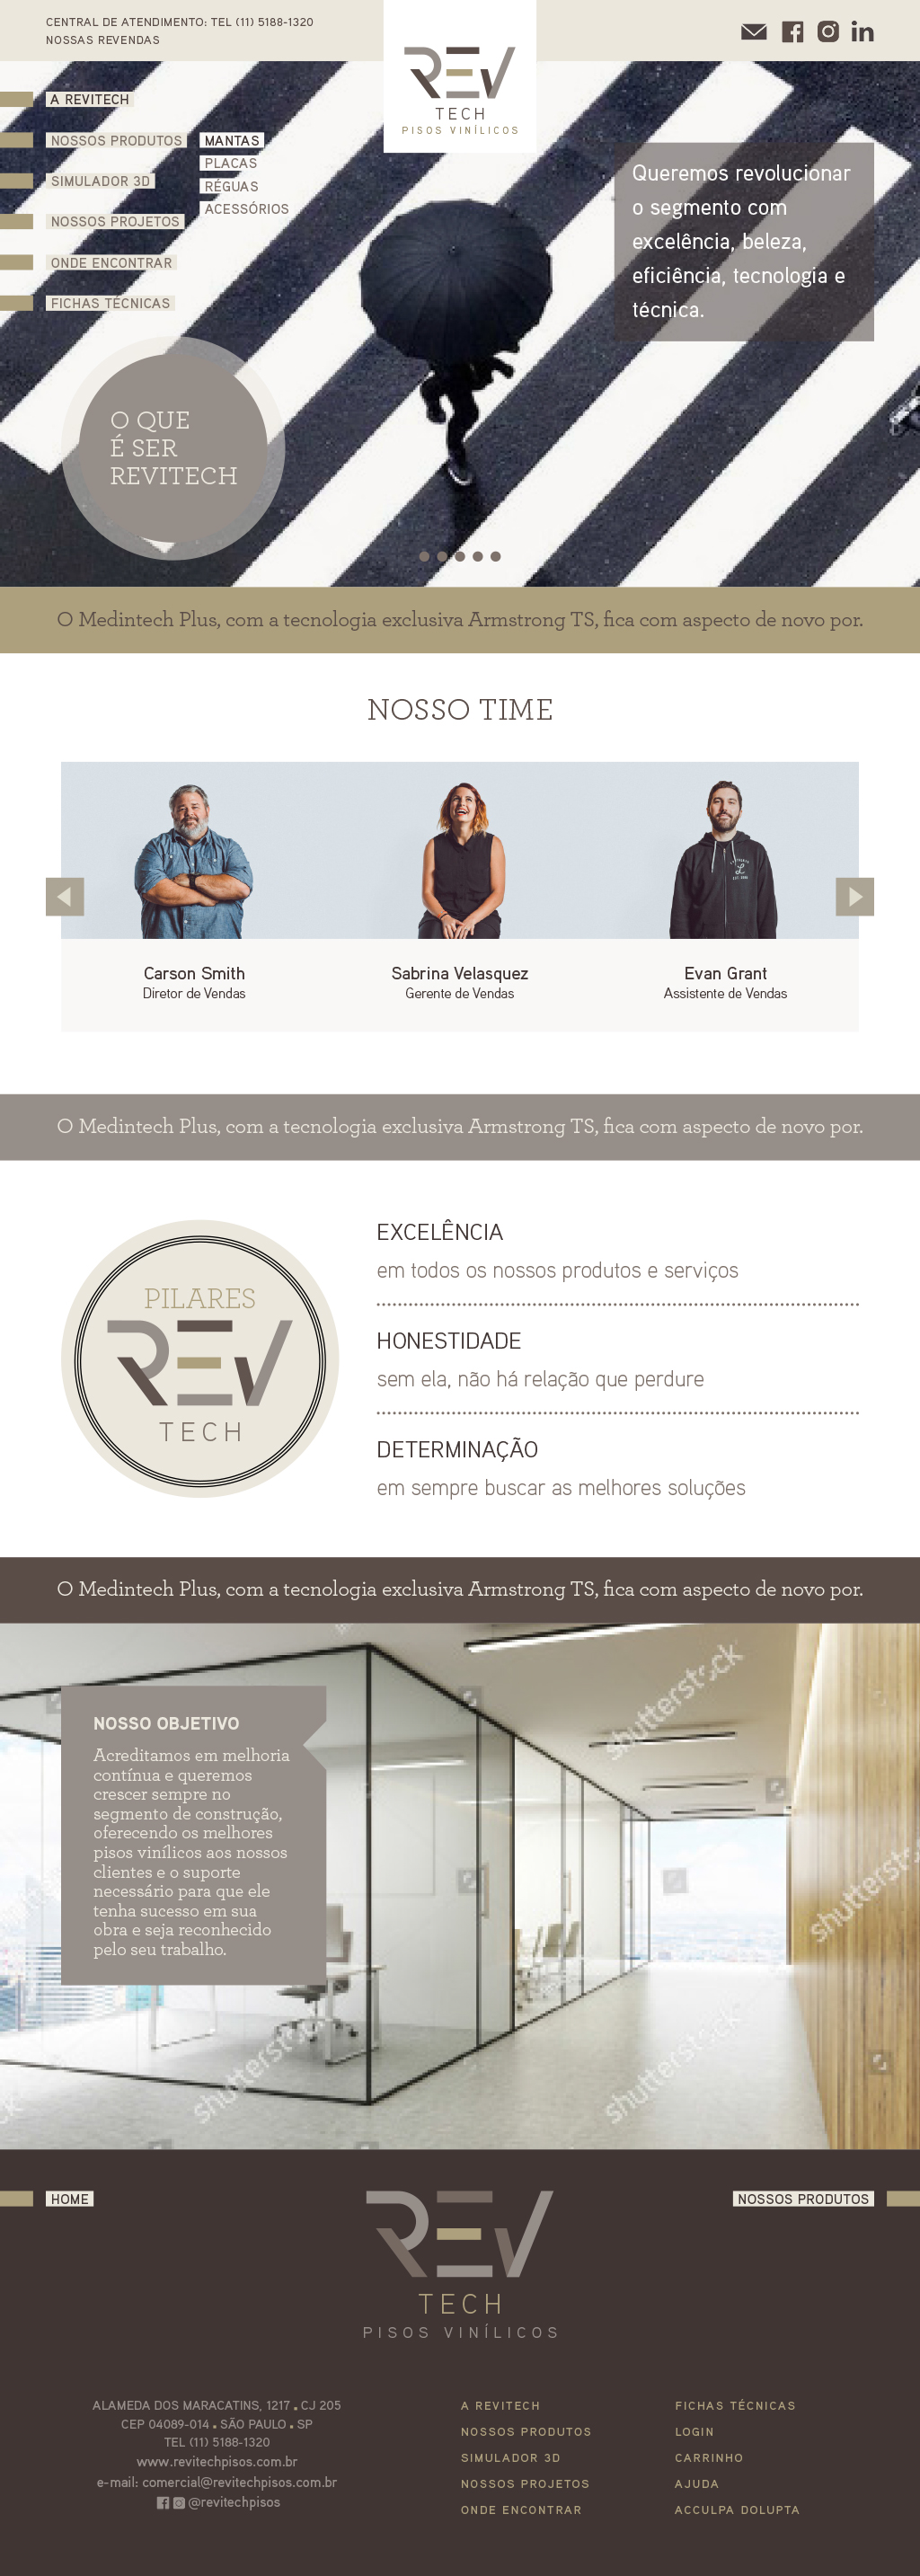 CENTRAL DE ATENDIMENTO: TEL (11) 5188-1320
NOSSAS REVENDAS
REV
TECH
PISOS VINÍLICOS
A REVITECH
NOSSOS PRODUTOS
MANTAS
PLACAS
RÉGUAS
ACESSÓRIOS
SIMULADOR 3D
NOSSOS PROJETOS
ONDE ENCONTRAR
FICHAS TÉCNICAS
Queremos revolucionar
o segmento com
excelência, beleza,
eficiência, tecnologia e
técnica.
O QUE
É SER
REVITECH
O Medintech Plus, com a tecnologia exclusiva Armstrong TS, fica com aspecto de novo por.
NOSSO TIME
Carson Smith
Diretor de Vendas
Sabrina Velasquez
Gerente de Vendas
Evan Grant
Assistente de Vendas
O Medintech Plus, com a tecnologia exclusiva Armstrong TS, fica com aspecto de novo por.
PILARES
REV
TECH
EXCELÊNCIA
em todos os nossos produtos e serviços
HONESTIDADE
sem ela, não há relação que perdure
DETERMINAÇÃO
em sempre buscar as melhores soluções
O Medintech Plus, com a tecnologia exclusiva Armstrong TS, fica com aspecto de novo por.
shutterstock
NOSSO OBJETIVO
Acreditamos em melhoria
contínua e queremos
crescer sempre no
segmento de construção,
oferecendo os melhores
pisos vinílicos aos nossos
clientes e o suporte
necessário para que ele
tenha sucesso em sua
obra e seja reconhecido
pelo seu trabalho.
shutterstock
shutterstock
shutterstock
HOME
NOSSOS PRODUTOS
REV
TECH
PISOS VINÍLICOS
ALAMEDA DOS MARACATINS, 1217 . CJ 205
CEP 04089-014 . SÃO PAULO . SP
TEL (11) 5188-1320
www.revitechpisos.com.br
e-mail: comercial@revitechpisos.com.br
@revitechpisos
A REVITECH
NOSSOS PRODUTOS
SIMULADOR 3D
NOSSOS PROJETOS
ONDE ENCONTRAR
FICHAS TÉCNICAS
LOGIN
CARRINHO
AJUDA
ACCULPA DOLUPTA